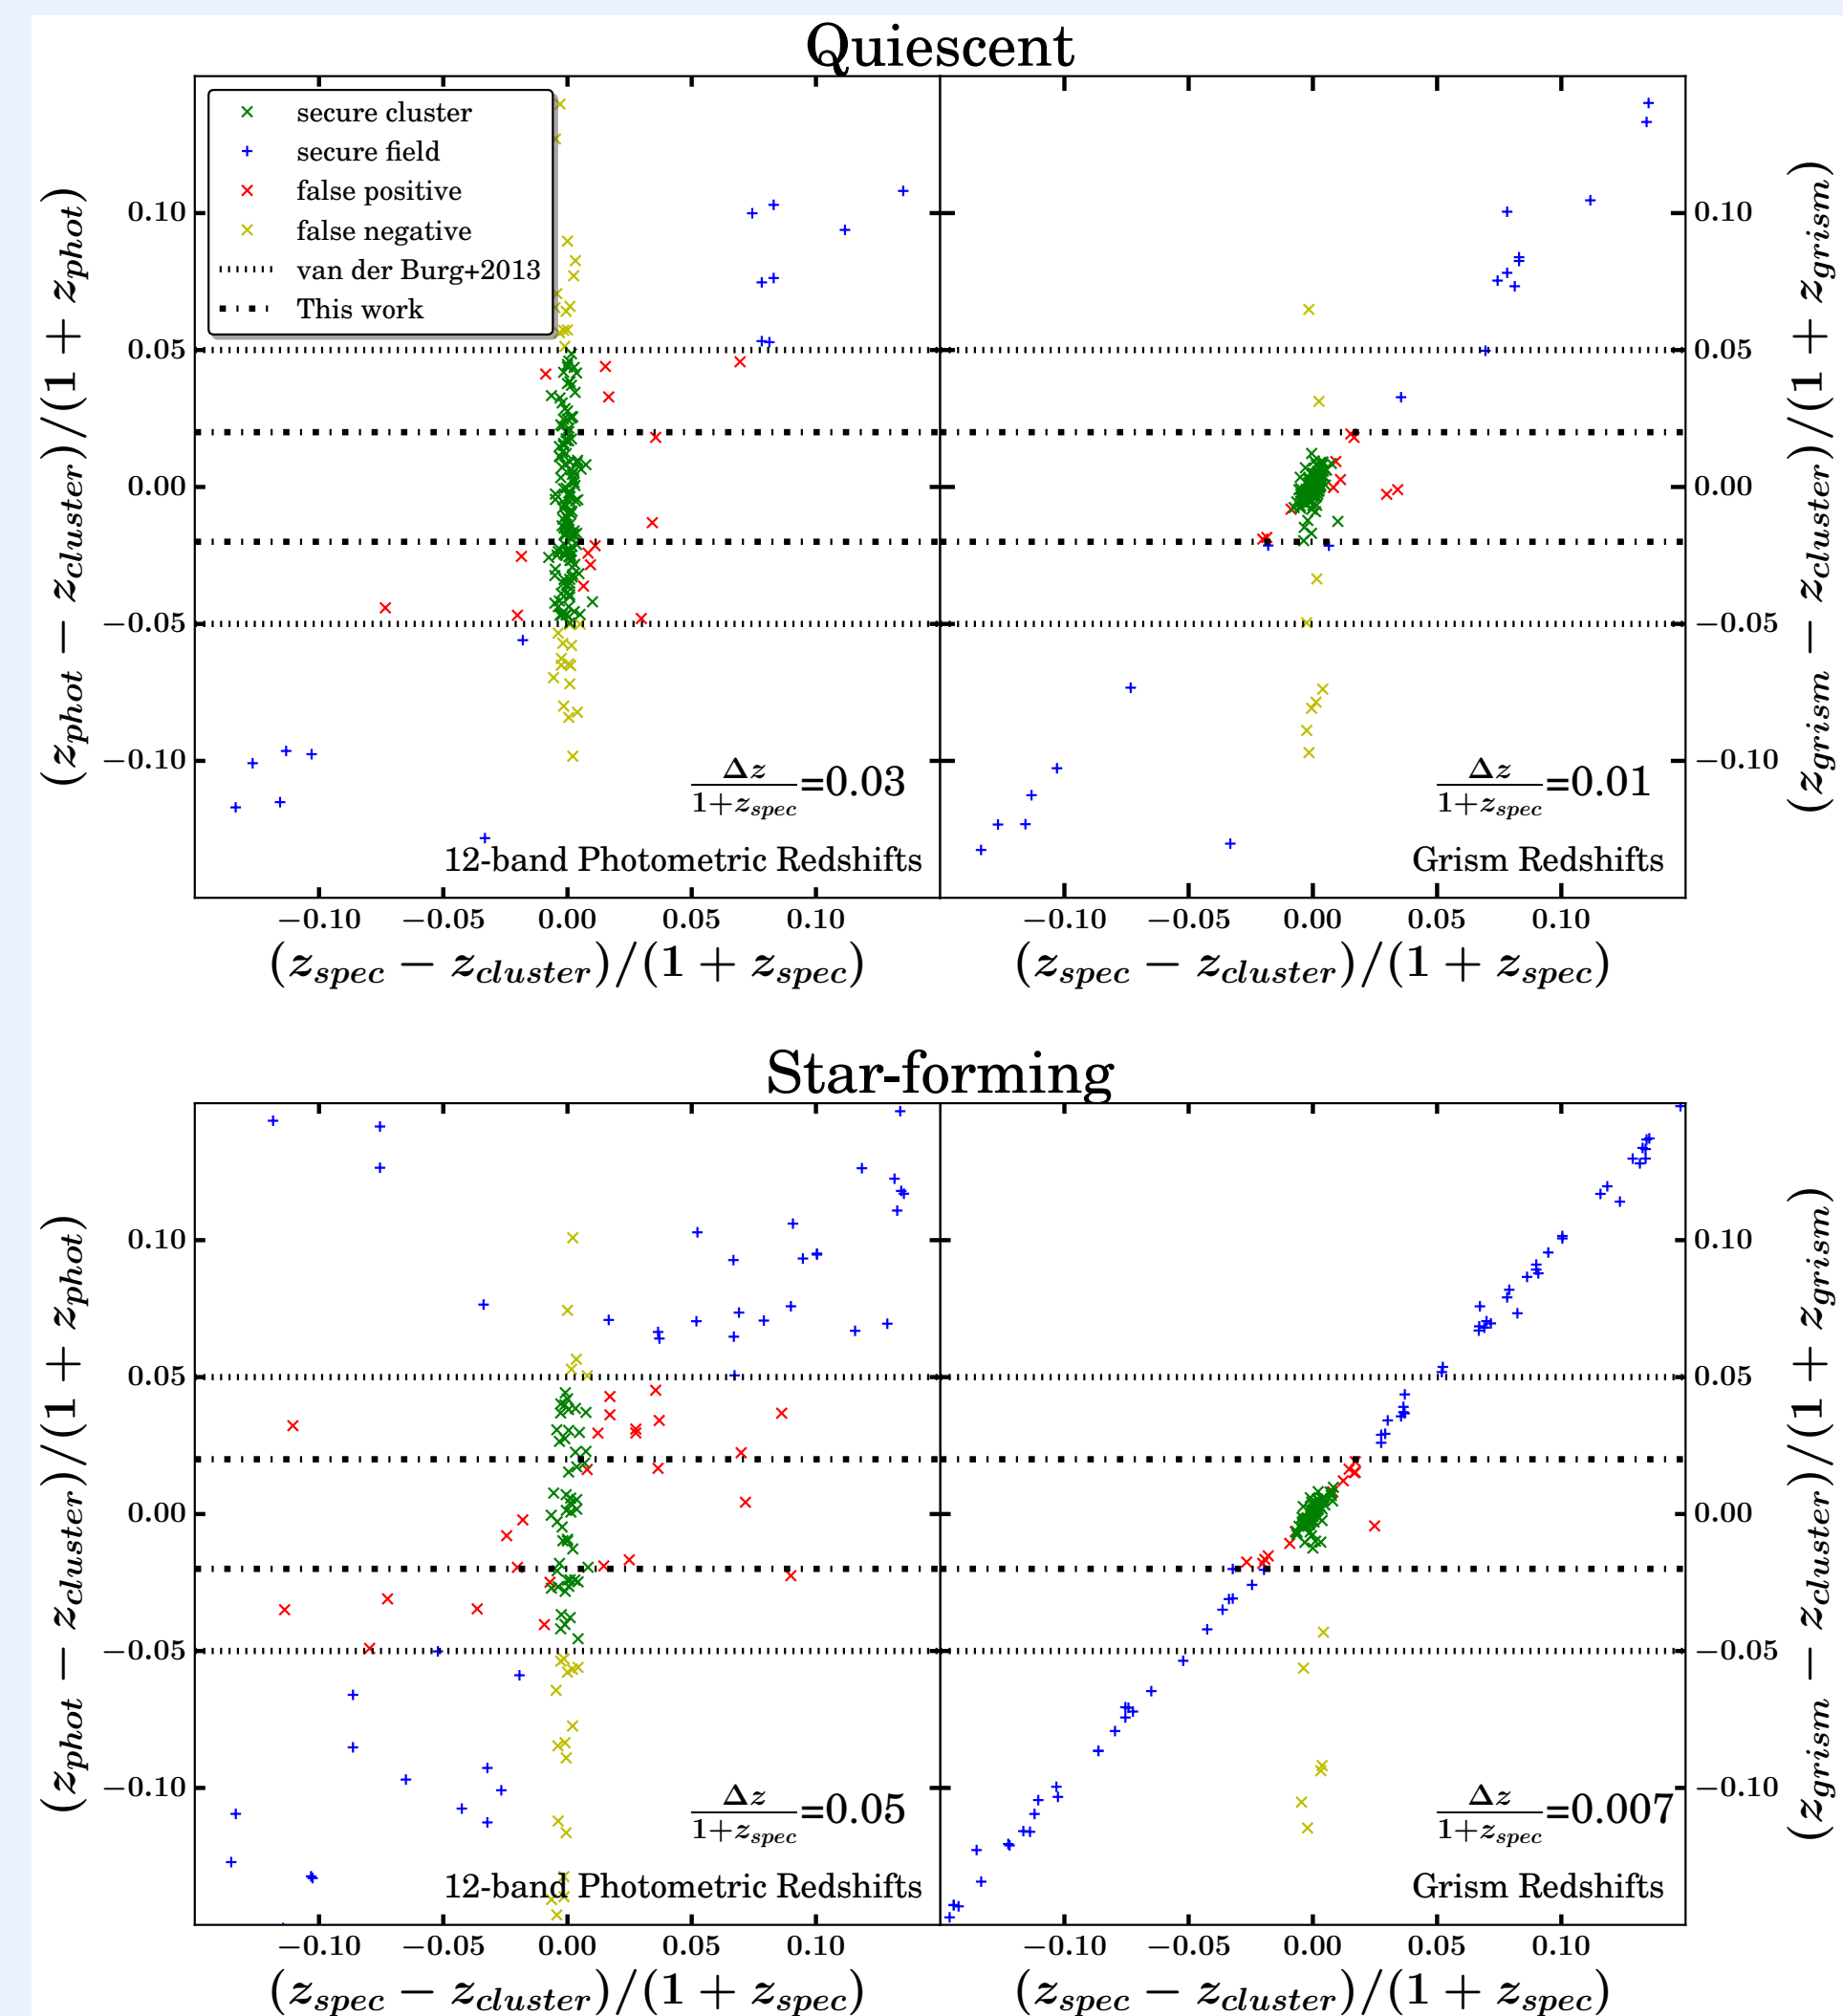 Quiescent
secure cluster
secure field
false positive
false negative
van der Burg+2013
This work
(z_phot − z_cluster)/(1 + z_phot)
0.10
0.05
0.00
−0.05
−0.10
Δz/1+z_spec=0.03
12-band Photometric Redshifts
−0.10 −0.05 0.00 0.05 0.10
(z_spec − z_cluster)/(1 + z_spec)
Δz/1+z_spec=0.01
Grism Redshifts
−0.10 −0.05 0.00 0.05 0.10
(z_spec − z_cluster)/(1 + z_spec)
0.10
0.05
0.00
−0.05
−0.10
(z_grism − z_cluster)/(1 + z_grism)
Star-forming
(z_phot − z_cluster)/(1 + z_phot)
0.10
0.05
0.00
−0.05
−0.10
Δz/1+z_spec=0.05
12-band Photometric Redshifts
−0.10 −0.05 0.00 0.05 0.10
(z_spec − z_cluster)/(1 + z_spec)
Δz/1+z_spec=0.007
Grism Redshifts
−0.10 −0.05 0.00 0.05 0.10
(z_spec − z_cluster)/(1 + z_spec)
0.10
0.05
0.00
−0.05
−0.10
(z_grism − z_cluster)/(1 + z_grism)